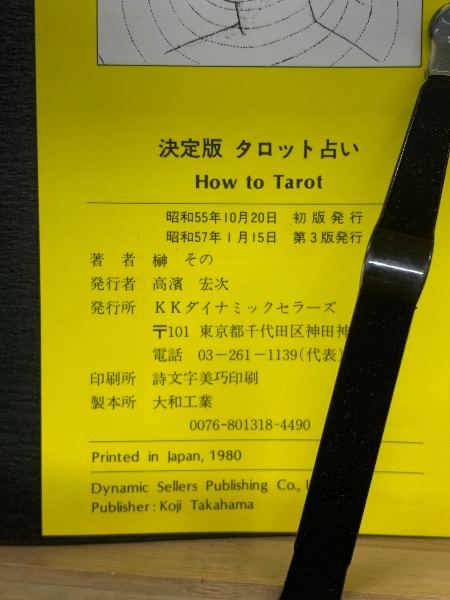 決定版 タロット占い
How to Tarot
昭和55年10月20日 初版発行
昭和57年1月15日 第3版発行
著者 榊 その
発行者 高濱 宏次
発行所 KKダイナミックセラーズ
〒101 東京都千代田区神田神
電話 03-261-1139(代表)
印刷所 詩文字美巧印刷
製本所 大和工業
0076-801318-4490
Printed in Japan, 1980
Dynamic Sellers Publishing Co.,
Publisher: Koji Takahama